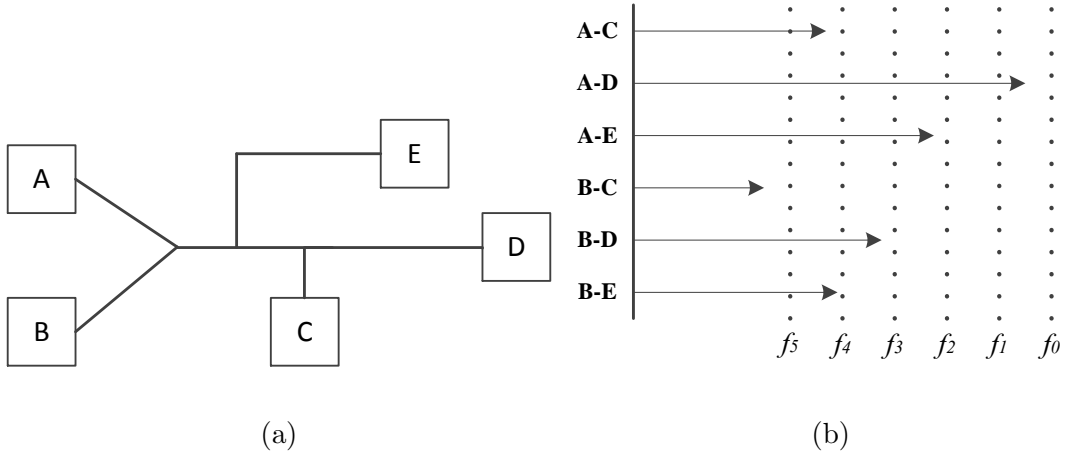 A
B
E
D
C
(a)
A-C
A-D
A-E
B-C
B-D
B-E
f5 f4 f3 f2 f1 f0
(b)